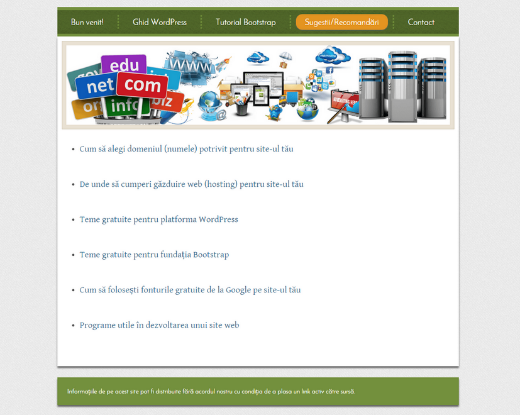 Bun venit! Ghid WordPress Tutorial Bootstrap Sugestii/Recomandări Contact
edu
WWW
net com
info biz
Cum să alegi domeniul (numele) potrivit pentru site-ul tău
De unde să cumperi găzduire web (hosting) pentru site-ul tău
Teme gratuite pentru platforma WordPress
Teme gratuite pentru fundația Bootstrap
Cum să folosești fonturile gratuite de la Google pe site-ul tău
Programe utile în dezvoltarea unui site web
Informațiile de pe acest site pot fi distribuite fără acordul nostru cu condiția de a plasa un link activ către sursă.